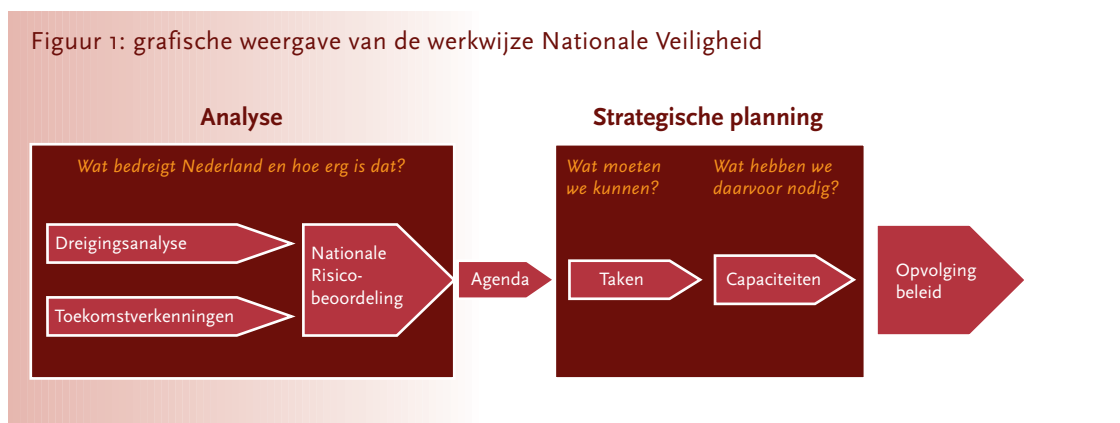 Figuur 1: grafische weergave van de werkwijze Nationale Veiligheid
Analyse
Wat bedreigt Nederland en hoe erg is dat?
Dreigingsanalyse
Toekomstverkenningen
Nationale
Risico-
beoordeling
Agenda
Strategische planning
Wat moeten
we kunnen?
Wat hebben we
daarvoor nodig?
Taken
Capaciteiten
Opvolging
beleid